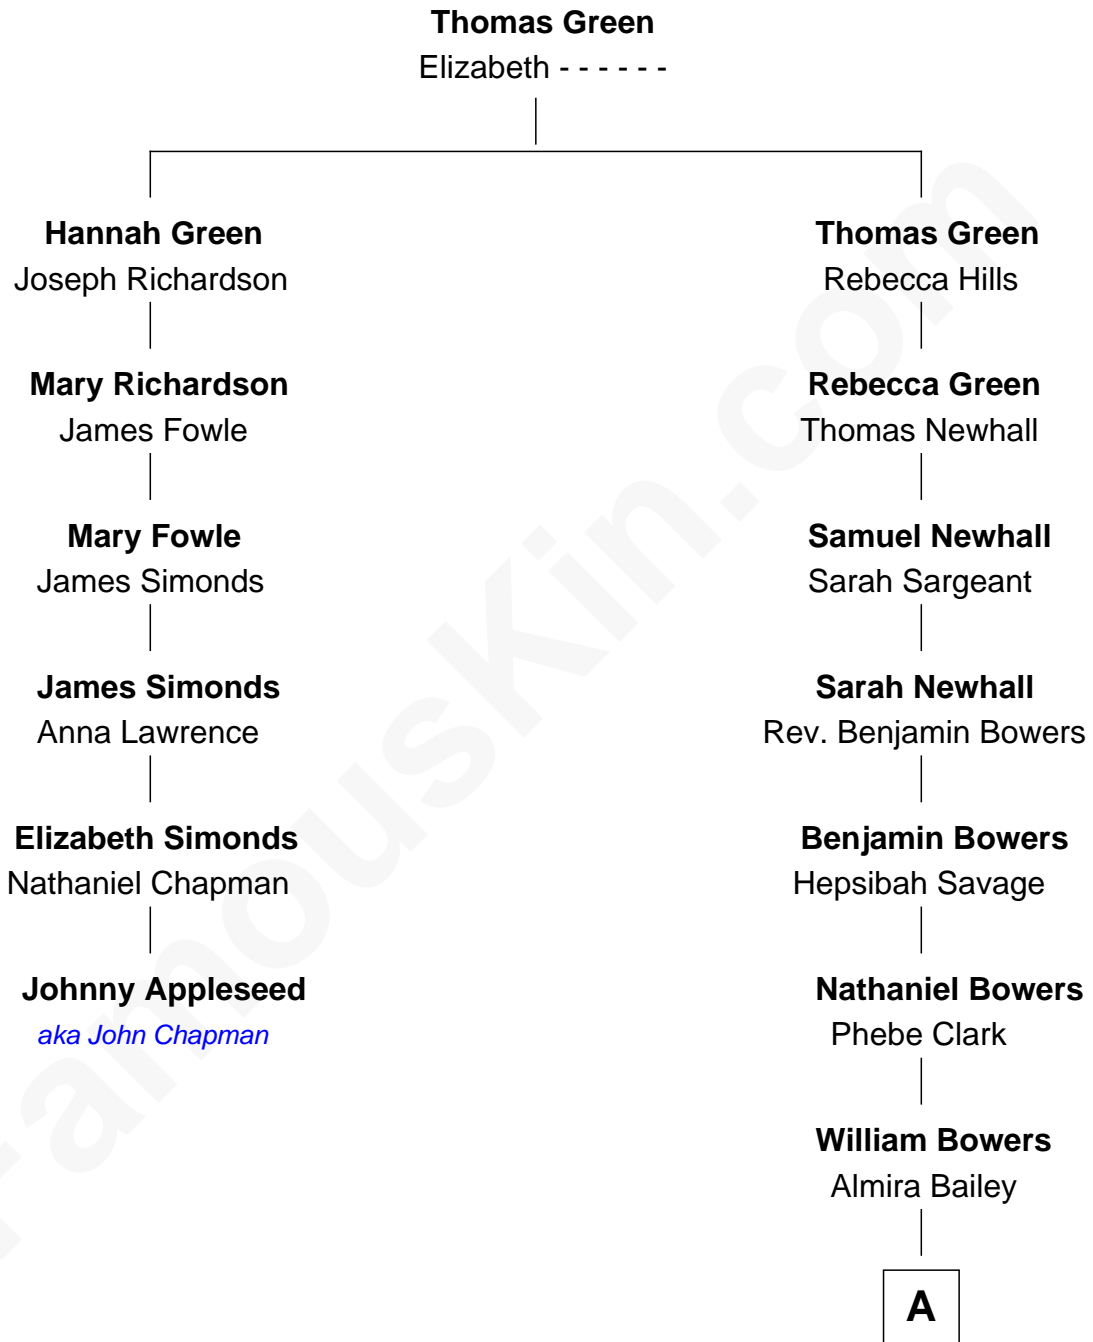 Thomas Green
Elizabeth - - - - - -
Hannah Green
Joseph Richardson
Thomas Green
Rebecca Hills
Mary Richardson
James Fowle
Rebecca Green
Thomas Newhall
Mary Fowle
James Simonds
Samuel Newhall
Sarah Sargeant
James Simonds
Anna Lawrence
Sarah Newhall
Rev. Benjamin Bowers
Elizabeth Simonds
Nathaniel Chapman
Benjamin Bowers
Hepsibah Savage
Johnny Appleseed
aka John Chapman
Nathaniel Bowers
Phebe Clark
William Bowers
Almira Bailey
A
FamousKin.com